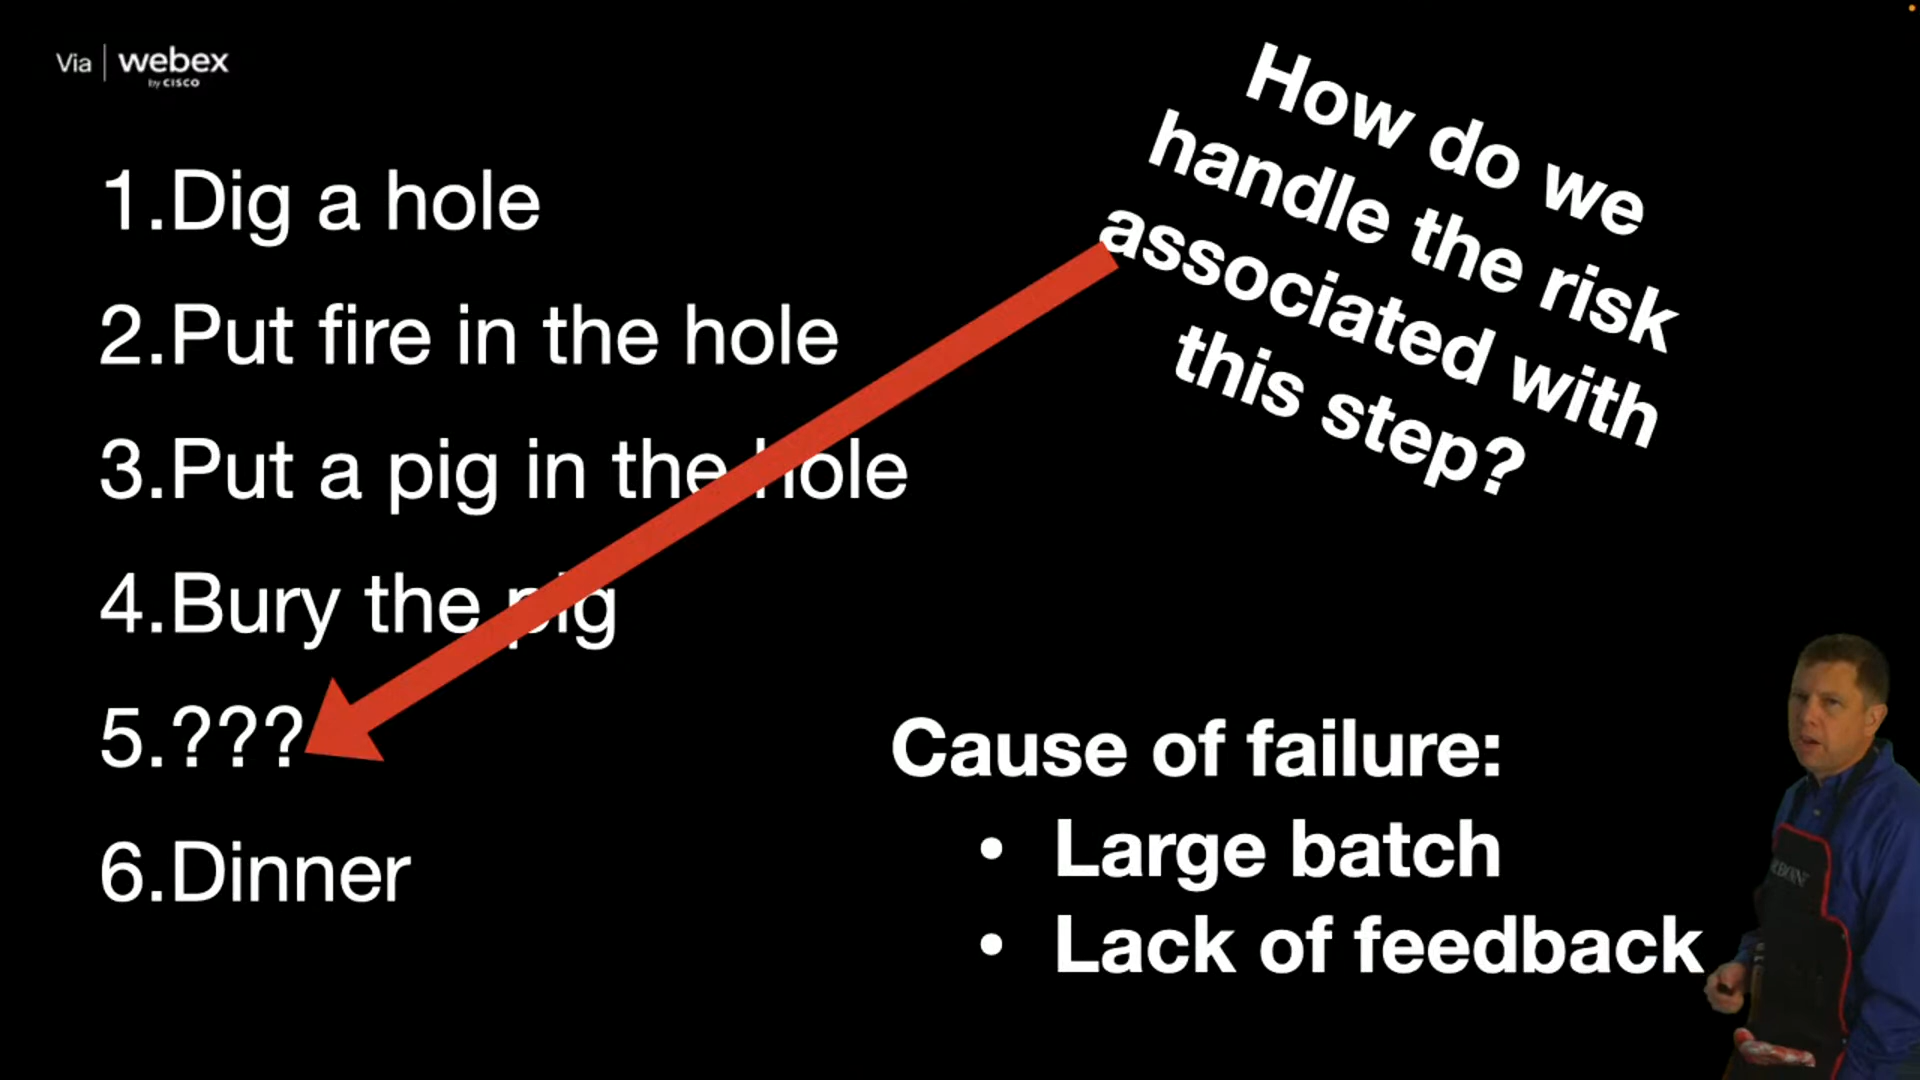 Via | webex
by CISCO
1.Dig a hole
2.Put fire in the hole
3.Put a pig in the hole
4.Bury the pig
5.???
6.Dinner
How do we
handle the risk
associated with
this step?
Cause of failure:
• Large batch
• Lack of feedback